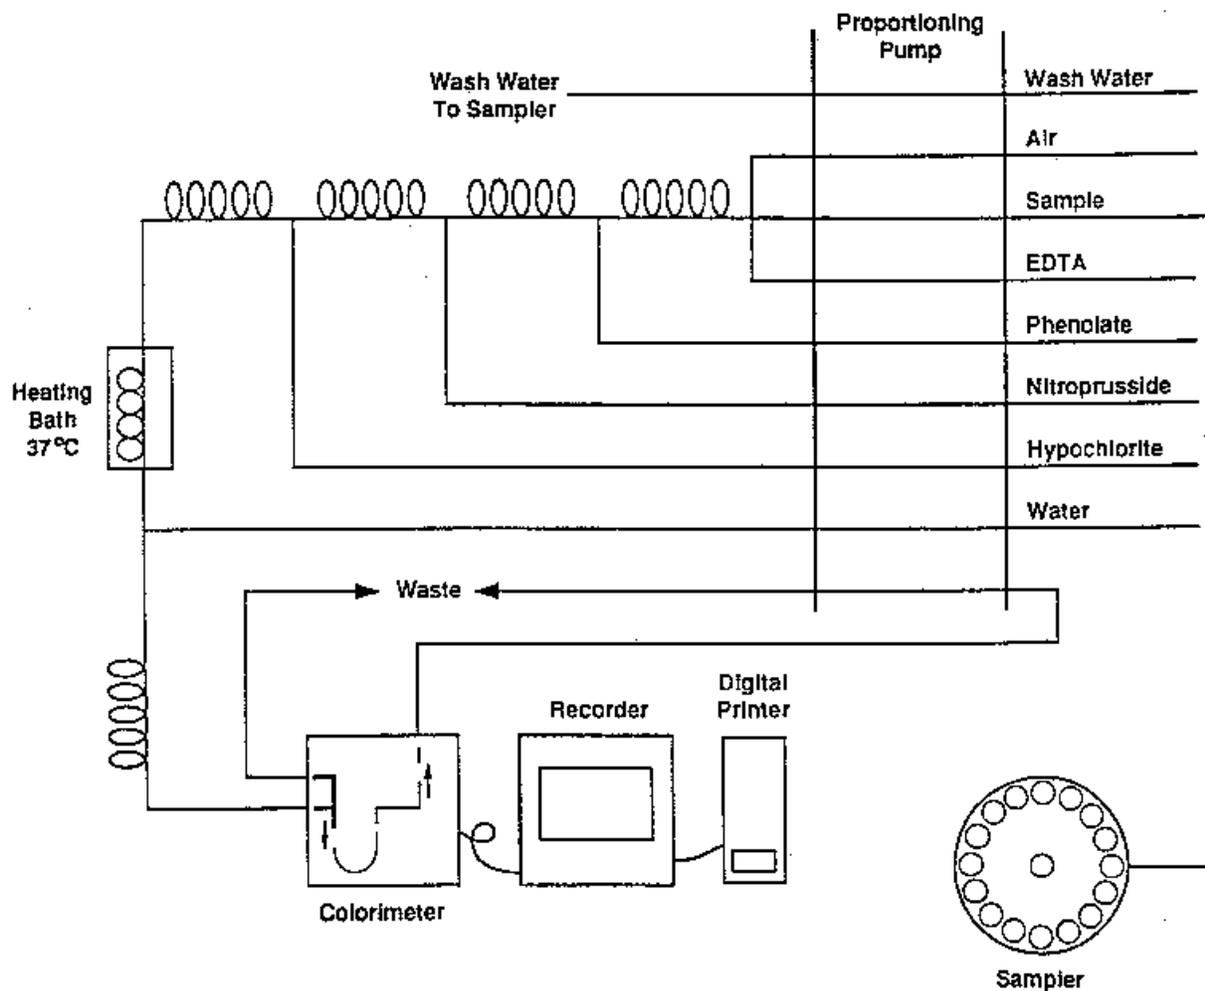 Proportioning
Pump
Wash Water
To Sampler
Wash Water
Air
Sample
EDTA
Phenolate
Nitroprusside
Hypochlorite
Water
Heating
Bath
37°C
Waste
Recorder
Digital
Printer
Colorimeter
Sampler